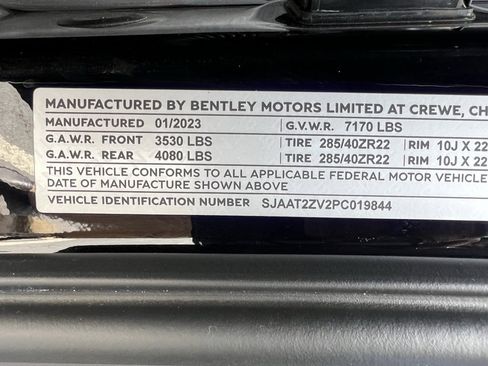 MANUFACTURED BY BENTLEY MOTORS LIMITED AT CREWE, CH
MANUFACTURED 01/2023 G.V.W.R. 7170 LBS
G.A.W.R. FRONT 3530 LBS TIRE 285/40ZR22 RIM 10J X 22
G.A.W.R. REAR 4080 LBS TIRE 285/40ZR22 RIM 10J X 22
THIS VEHICLE CONFORMS TO ALL APPLICABLE FEDERAL MOTOR VEHICLE
DATE OF MANUFACTURE SHOWN ABOVE
VEHICLE IDENTIFICATION NUMBER SJAAT2ZV2PC019844